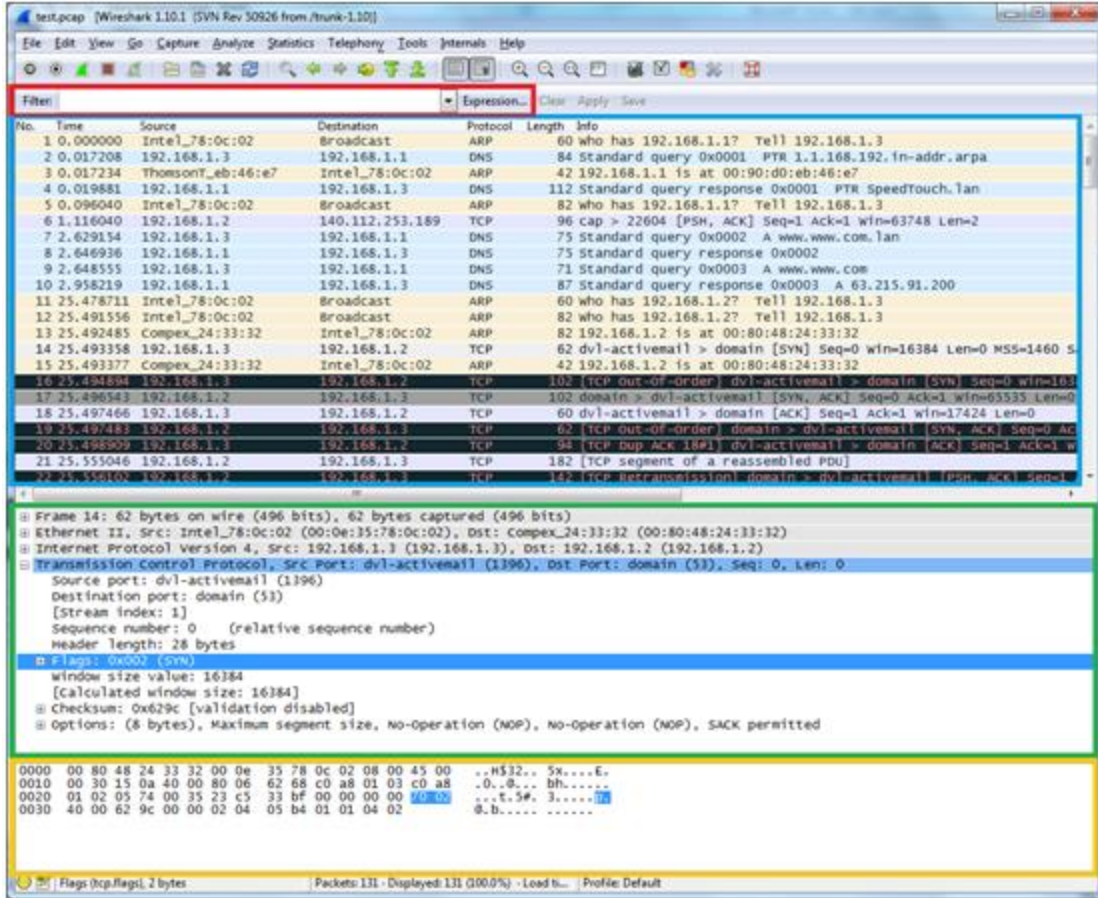 test.pcap [Wireshark 1.10.1 (SVN Rev 50926 from /trunk-1.10)]
File Edit View Go Capture Analyze Statistics Telephony Tools Internals Help
Filter: Expression... Clear Apply Save
No. Time Source Destination Protocol Length Info
1 0.000000 Intel_78:0c:02 Broadcast ARP 60 who has 192.168.1.1? Tell 192.168.1.3
2 0.017208 192.168.1.3 192.168.1.1 DNS 84 Standard query 0x0001 PTR 1.1.168.192.in-addr.arpa
3 0.017234 ThomsonT_eb:46:e7 Intel_78:0c:02 ARP 42 192.168.1.1 is at 00:90:d0:eb:46:e7
4 0.019881 192.168.1.1 192.168.1.3 DNS 112 Standard query response 0x0001 PTR SpeedTouch.lan
5 0.096040 Intel_78:0c:02 Broadcast ARP 82 who has 192.168.1.1? Tell 192.168.1.3
6 1.116040 192.168.1.2 140.112.253.189 TCP 96 cap > 22604 [PSH, ACK] Seq=1 Ack=1 Win=63748 Len=2
7 2.629154 192.168.1.3 192.168.1.1 DNS 75 Standard query 0x0002 A www.www.com.lan
8 2.646936 192.168.1.1 192.168.1.3 DNS 75 Standard query response 0x0002
9 2.648555 192.168.1.3 192.168.1.1 DNS 71 Standard query 0x0003 A www.www.com
10 2.958219 192.168.1.1 192.168.1.3 DNS 87 Standard query response 0x0003 A 63.215.91.200
11 25.478711 Intel_78:0c:02 Broadcast ARP 60 who has 192.168.1.2? Tell 192.168.1.3
12 25.491556 Intel_78:0c:02 Broadcast ARP 82 who has 192.168.1.2? Tell 192.168.1.3
13 25.492485 Compex_24:33:32 Intel_78:0c:02 ARP 82 192.168.1.2 is at 00:80:48:24:33:32
14 25.493358 192.168.1.3 192.168.1.2 TCP 62 dvl-activemail > domain [SYN] Seq=0 Win=16384 Len=0 MSS=1460 S
15 25.493377 Compex_24:33:32 Intel_78:0c:02 ARP 42 192.168.1.2 is at 00:80:48:24:33:32
16 25.494894 192.168.1.3 192.168.1.2 TCP 102 [TCP Out-Of-Order] dvl-activemail > domain [SYN] Seq=0 Win=163
17 25.496543 192.168.1.2 192.168.1.3 TCP 102 domain > dvl-activemail [SYN, ACK] Seq=0 Ack=1 Win=65535 Len=0
18 25.497466 192.168.1.3 192.168.1.2 TCP 60 dvl-activemail > domain [ACK] Seq=1 Ack=1 Win=17424 Len=0
19 25.497483 192.168.1.2 192.168.1.3 TCP 62 [TCP Out-Of-Order] domain > dvl-activemail [SYN, ACK] Seq=0 Ac
20 25.498909 192.168.1.3 192.168.1.2 TCP 94 [TCP Dup ACK 18#1] dvl-activemail > domain [ACK] Seq=1 Ack=1 W
21 25.555046 192.168.1.2 192.168.1.3 TCP 182 [TCP segment of a reassembled PDU]
22 25.556102 192.168.1.2 192.168.1.3 TCP 142 [TCP Retransmission] domain > dvl-activemail [PSH, ACK] Seq=1
Frame 14: 62 bytes on wire (496 bits), 62 bytes captured (496 bits)
Ethernet II, Src: Intel_78:0c:02 (00:0e:35:78:0c:02), Dst: Compex_24:33:32 (00:80:48:24:33:32)
Internet Protocol Version 4, Src: 192.168.1.3 (192.168.1.3), Dst: 192.168.1.2 (192.168.1.2)
Transmission Control Protocol, Src Port: dvl-activemail (1396), Dst Port: domain (53), Seq: 0, Len: 0
Source port: dvl-activemail (1396)
Destination port: domain (53)
[Stream index: 1]
Sequence number: 0 (relative sequence number)
Header length: 28 bytes
Flags: 0x002 (SYN)
Window size value: 16384
[Calculated window size: 16384]
Checksum: 0x629c [validation disabled]
Options: (8 bytes), Maximum segment size, No-Operation (NOP), No-Operation (NOP), SACK permitted
0000 00 80 48 24 33 32 00 0e 35 78 0c 02 08 00 45 00 ..H$32.. 5x....E.
0010 00 30 15 0a 40 00 80 06 62 68 c0 a8 01 03 c0 a8 .0..@... bh......
0020 01 02 05 74 00 35 23 c5 33 bf 00 00 00 00 70 02 ...t.5#. 3.....p.
0030 40 00 62 9c 00 00 02 04 05 b4 01 01 04 02 @.b..... ......
Flags (tcp.flags), 2 bytes Packets: 131 · Displayed: 131 (100.0%) · Load ti... Profile: Default